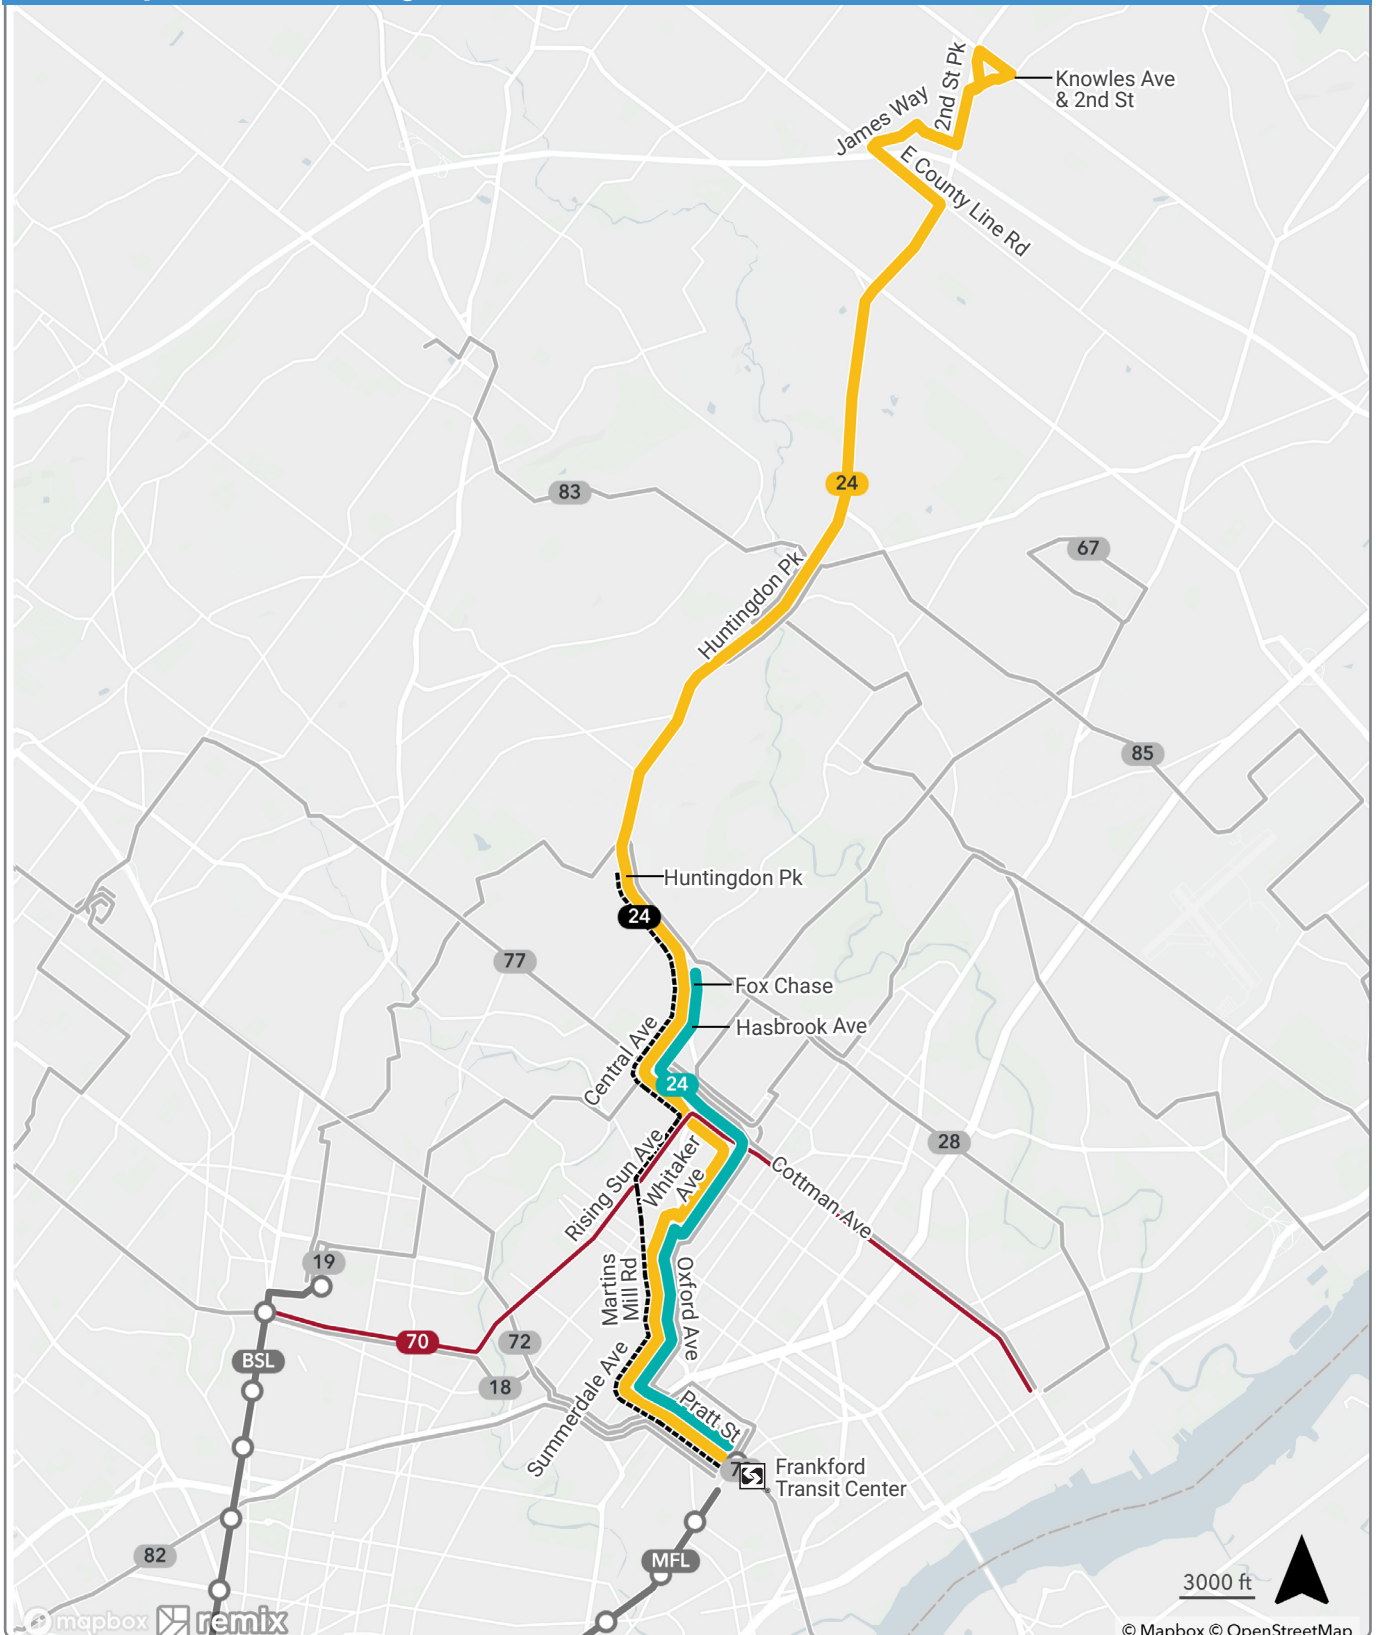 2nd St Pk
Knowles Ave
& 2nd St
James Way
E County Line Rd
24
83
67
Huntingdon Pk
85
Huntingdon Pk
24
77
Fox Chase
Hasbrook Ave
Central Ave
24
28
Rising Sun Ave
Whitaker
Ave
Cottman Ave
19
Martins
Mill Rd
Oxford Ave
70
72
BSL
18
Summerdale Ave
Pratt St
Frankford
Transit Center
82
MFL
3000 ft
mapbox
remix
© Mapbox © OpenStreetMap